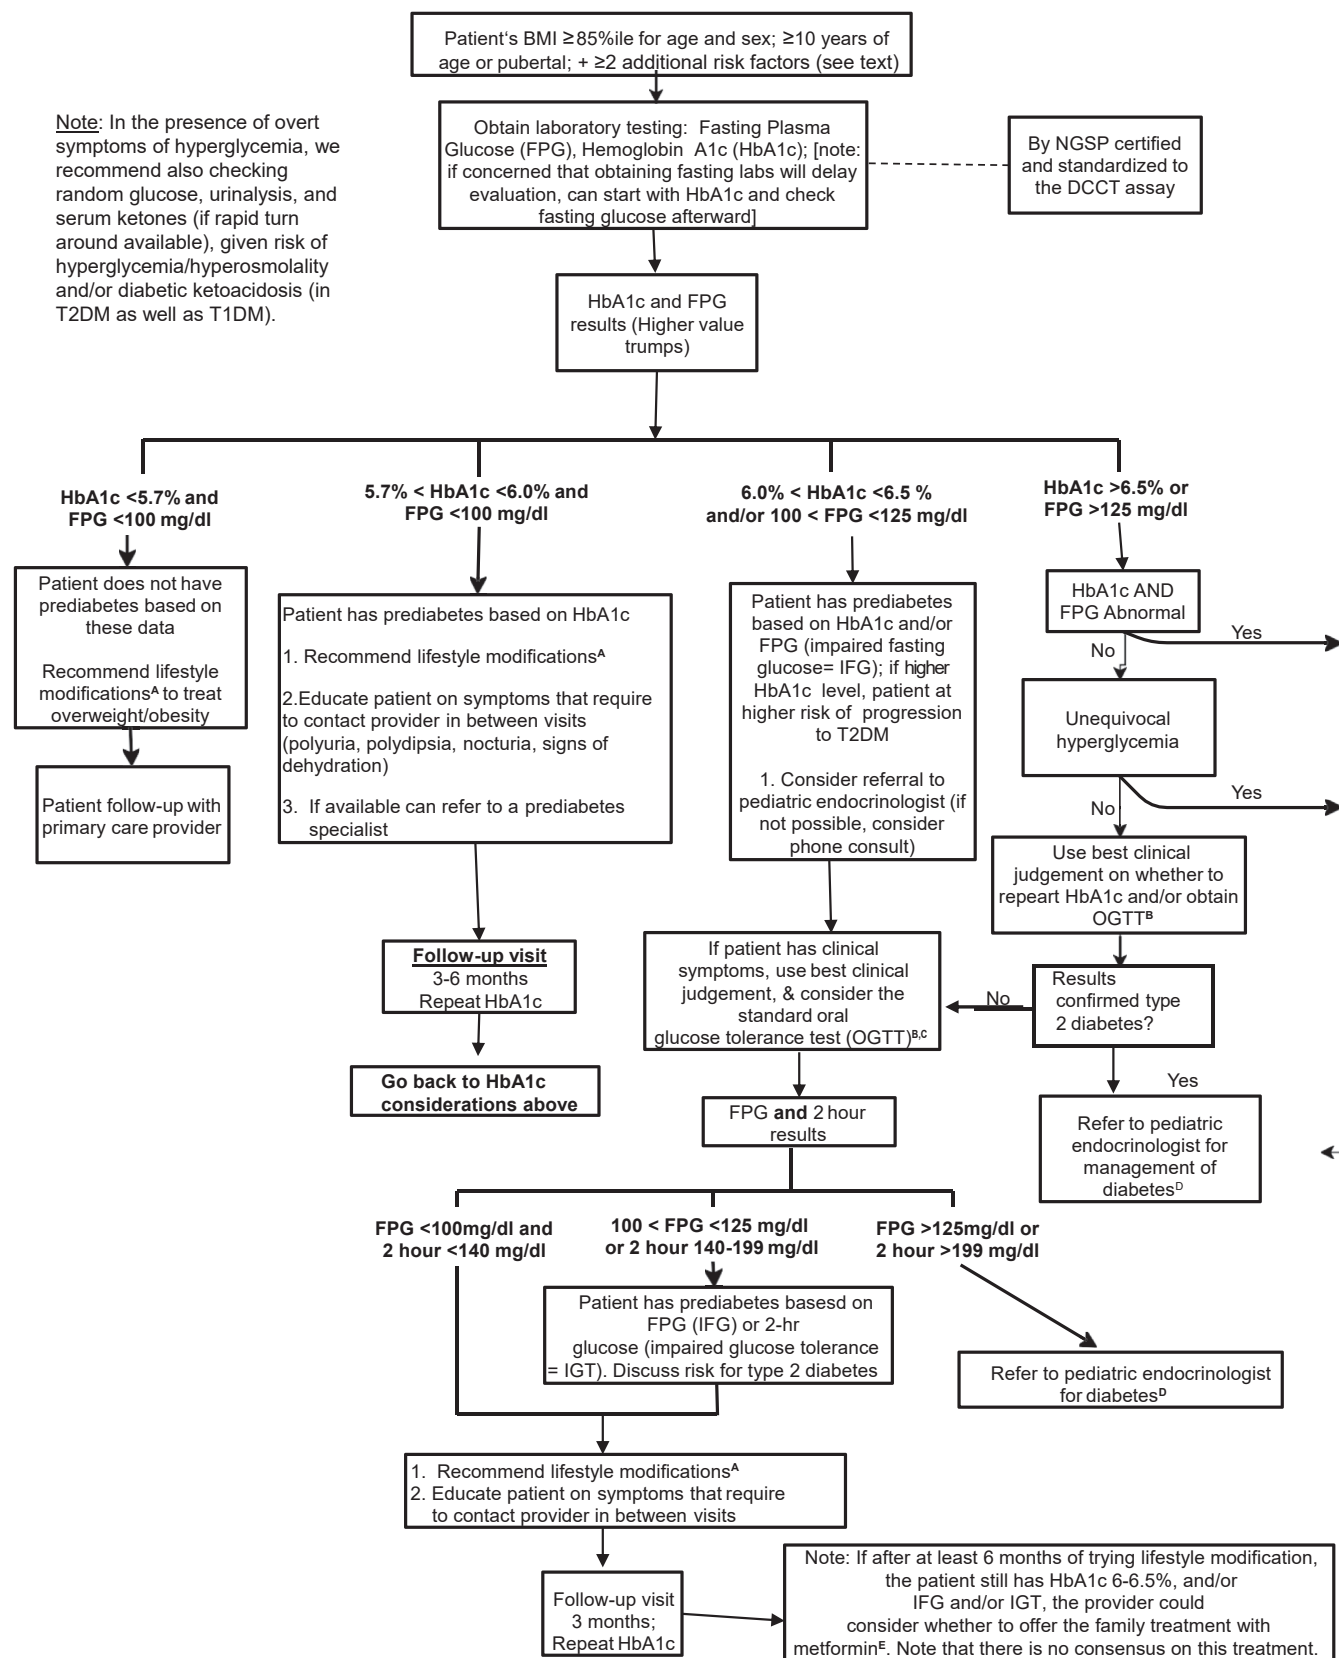 Patient's BMI ≥85%ile for age and sex; ≥10 years of
age or pubertal; + ≥2 additional risk factors (see text)
Note: In the presence of overt
symptoms of hyperglycemia, we
recommend also checking
random glucose, urinalysis, and
serum ketones (if rapid turn
around available), given risk of
hyperglycemia/hyperosmolality
and/or diabetic ketoacidosis (in
T2DM as well as T1DM).
Obtain laboratory testing: Fasting Plasma
Glucose (FPG), Hemoglobin A1c (HbA1c); [note:
if concerned that obtaining fasting labs will delay
evaluation, can start with HbA1c and check
fasting glucose afterward]
By NGSP certified
and standardized to
the DCCT assay
HbA1c and FPG
results (Higher value
trumps)
HbA1c <5.7% and
FPG <100 mg/dl
Patient does not have
prediabetes based on
these data
Recommend lifestyle
modificationsA to treat
overweight/obesity
Patient follow-up with
primary care provider
5.7% < HbA1c <6.0% and
FPG <100 mg/dl
Patient has prediabetes based on HbA1c
1. Recommend lifestyle modificationsA
2.Educate patient on symptoms that require
to contact provider in between visits
(polyuria, polydipsia, nocturia, signs of
dehydration)
3. If available can refer to a prediabetes
specialist
Follow-up visit
3-6 months
Repeat HbA1c
Go back to HbA1c
considerations above
6.0% < HbA1c <6.5 %
and/or 100 < FPG <125 mg/dl
Patient has prediabetes
based on HbA1c and/or
FPG (impaired fasting
glucose= IFG); if higher
HbA1c level, patient at
higher risk of progression
to T2DM
1. Consider referral to
pediatric endocrinologist (if
not possible, consider
phone consult)
If patient has clinical
symptoms, use best clinical
judgement, & consider the
standard oral
glucose tolerance test (OGTT)B,C
HbA1c >6.5% or
FPG >125 mg/dl
HbA1c AND
FPG Abnormal
Yes
No
Unequivocal
hyperglycemia
Yes
No
Use best clinical
judgement on whether to
repeart HbA1c and/or obtain
OGTTB
Results
confirmed type
2 diabetes?
No
Yes
Refer to pediatric
endocrinologist for
management of
diabetesD
FPG and 2 hour
results
FPG <100mg/dl and
2 hour <140 mg/dl
100 < FPG <125 mg/dl
or 2 hour 140-199 mg/dl
FPG >125mg/dl or
2 hour >199 mg/dl
Patient has prediabetes basesd on
FPG (IFG) or 2-hr
glucose (impaired glucose tolerance
= IGT). Discuss risk for type 2 diabetes
Refer to pediatric endocrinologist
for diabetesD
1. Recommend lifestyle modificationsA
2. Educate patient on symptoms that require
to contact provider in between visits
Follow-up visit
3 months;
Repeat HbA1c
Note: If after at least 6 months of trying lifestyle modification,
the patient still has HbA1c 6-6.5%, and/or
IFG and/or IGT, the provider could
consider whether to offer the family treatment with
metforminE. Note that there is no consensus on this treatment.